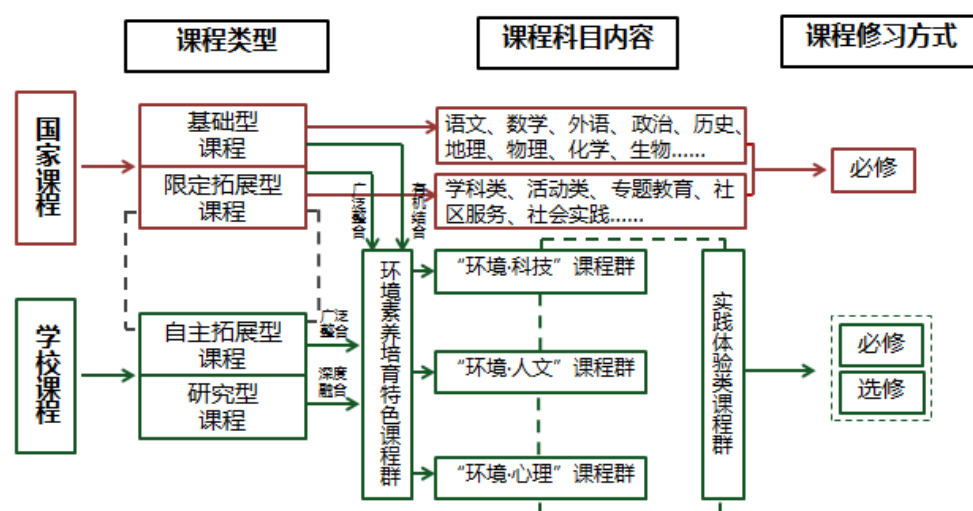 课程类型
课程科目内容
课程修习方式
国家课程
基础型
课程
限定拓展型
课程
语文、数学、外语、政治、历史、
地理、物理、化学、生物......
学科类、活动类、专题教育、社
区服务、社会实践......
必修
广泛整合
有机结合
学校课程
自主拓展型
课程
研究型
课程
广泛
整合
深度
融合
环境素养培育特色课程群
“环境·科技”课程群
“环境·人文”课程群
“环境·心理”课程群
实践体验类课程群
必修
选修